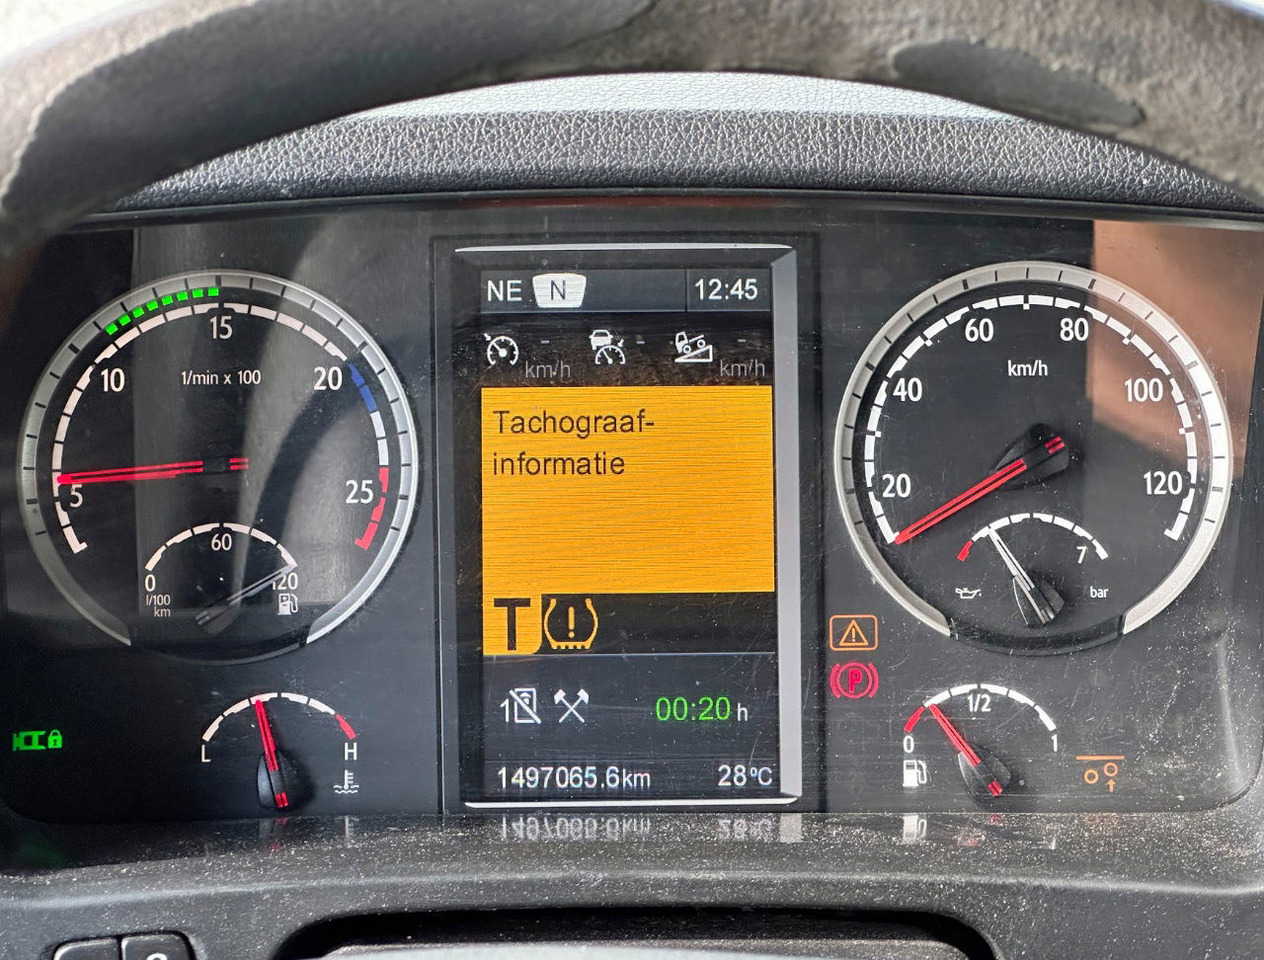 NE N 12:45
km/h km/h
Tachograaf-
informatie
T
1 00:20 h
1497065,6km 28°C
5 10 15 20 25
1/min x 100
0 60 120
l/100
km
L H
20 40 60 80 100 120
km/h
7
bar
P
0 1/2 1